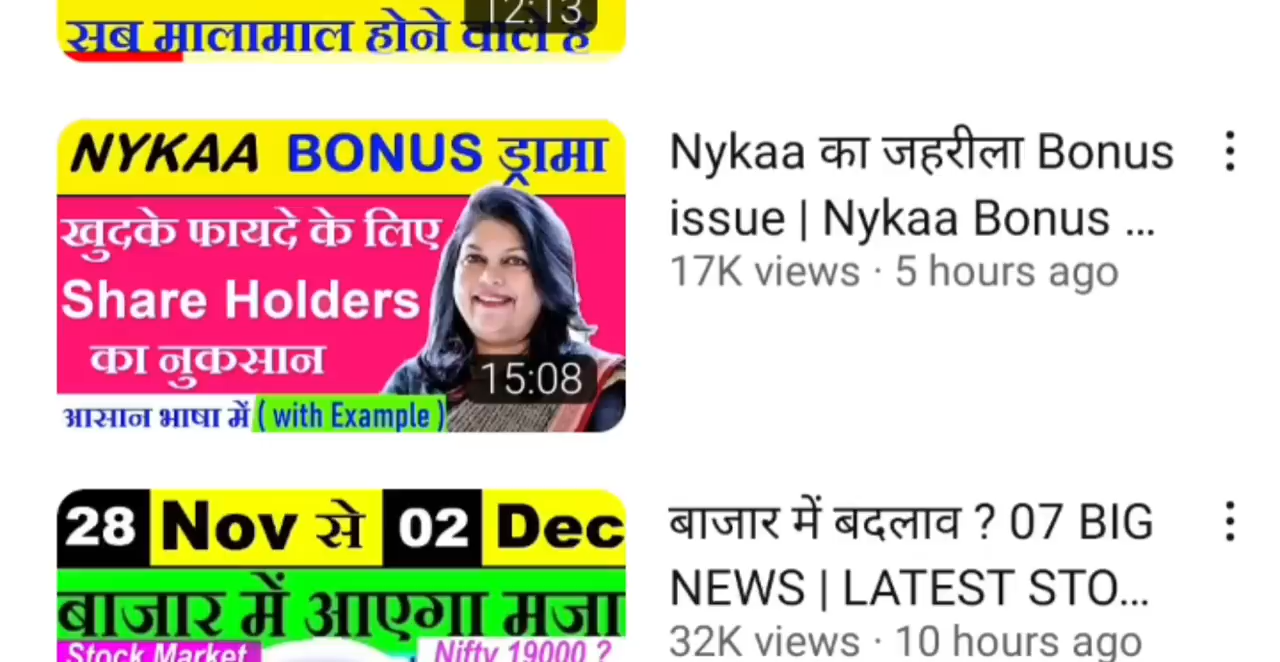 12:13
सब मालामाल होने वाले है
NYKAA BONUS ड्रामा
खुदके फायदे के लिए
Share Holders
का नुकसान
15:08
आसान भाषा में ( with Example )
Nykaa का जहरीला Bonus
issue | Nykaa Bonus ...
17K views · 5 hours ago
28 Nov से 02 Dec
बाजार में आएगा मजा
Stock Market
Nifty 19000 ?
बाजार में बदलाव ? 07 BIG
NEWS | LATEST STO...
32K views · 10 hours ago